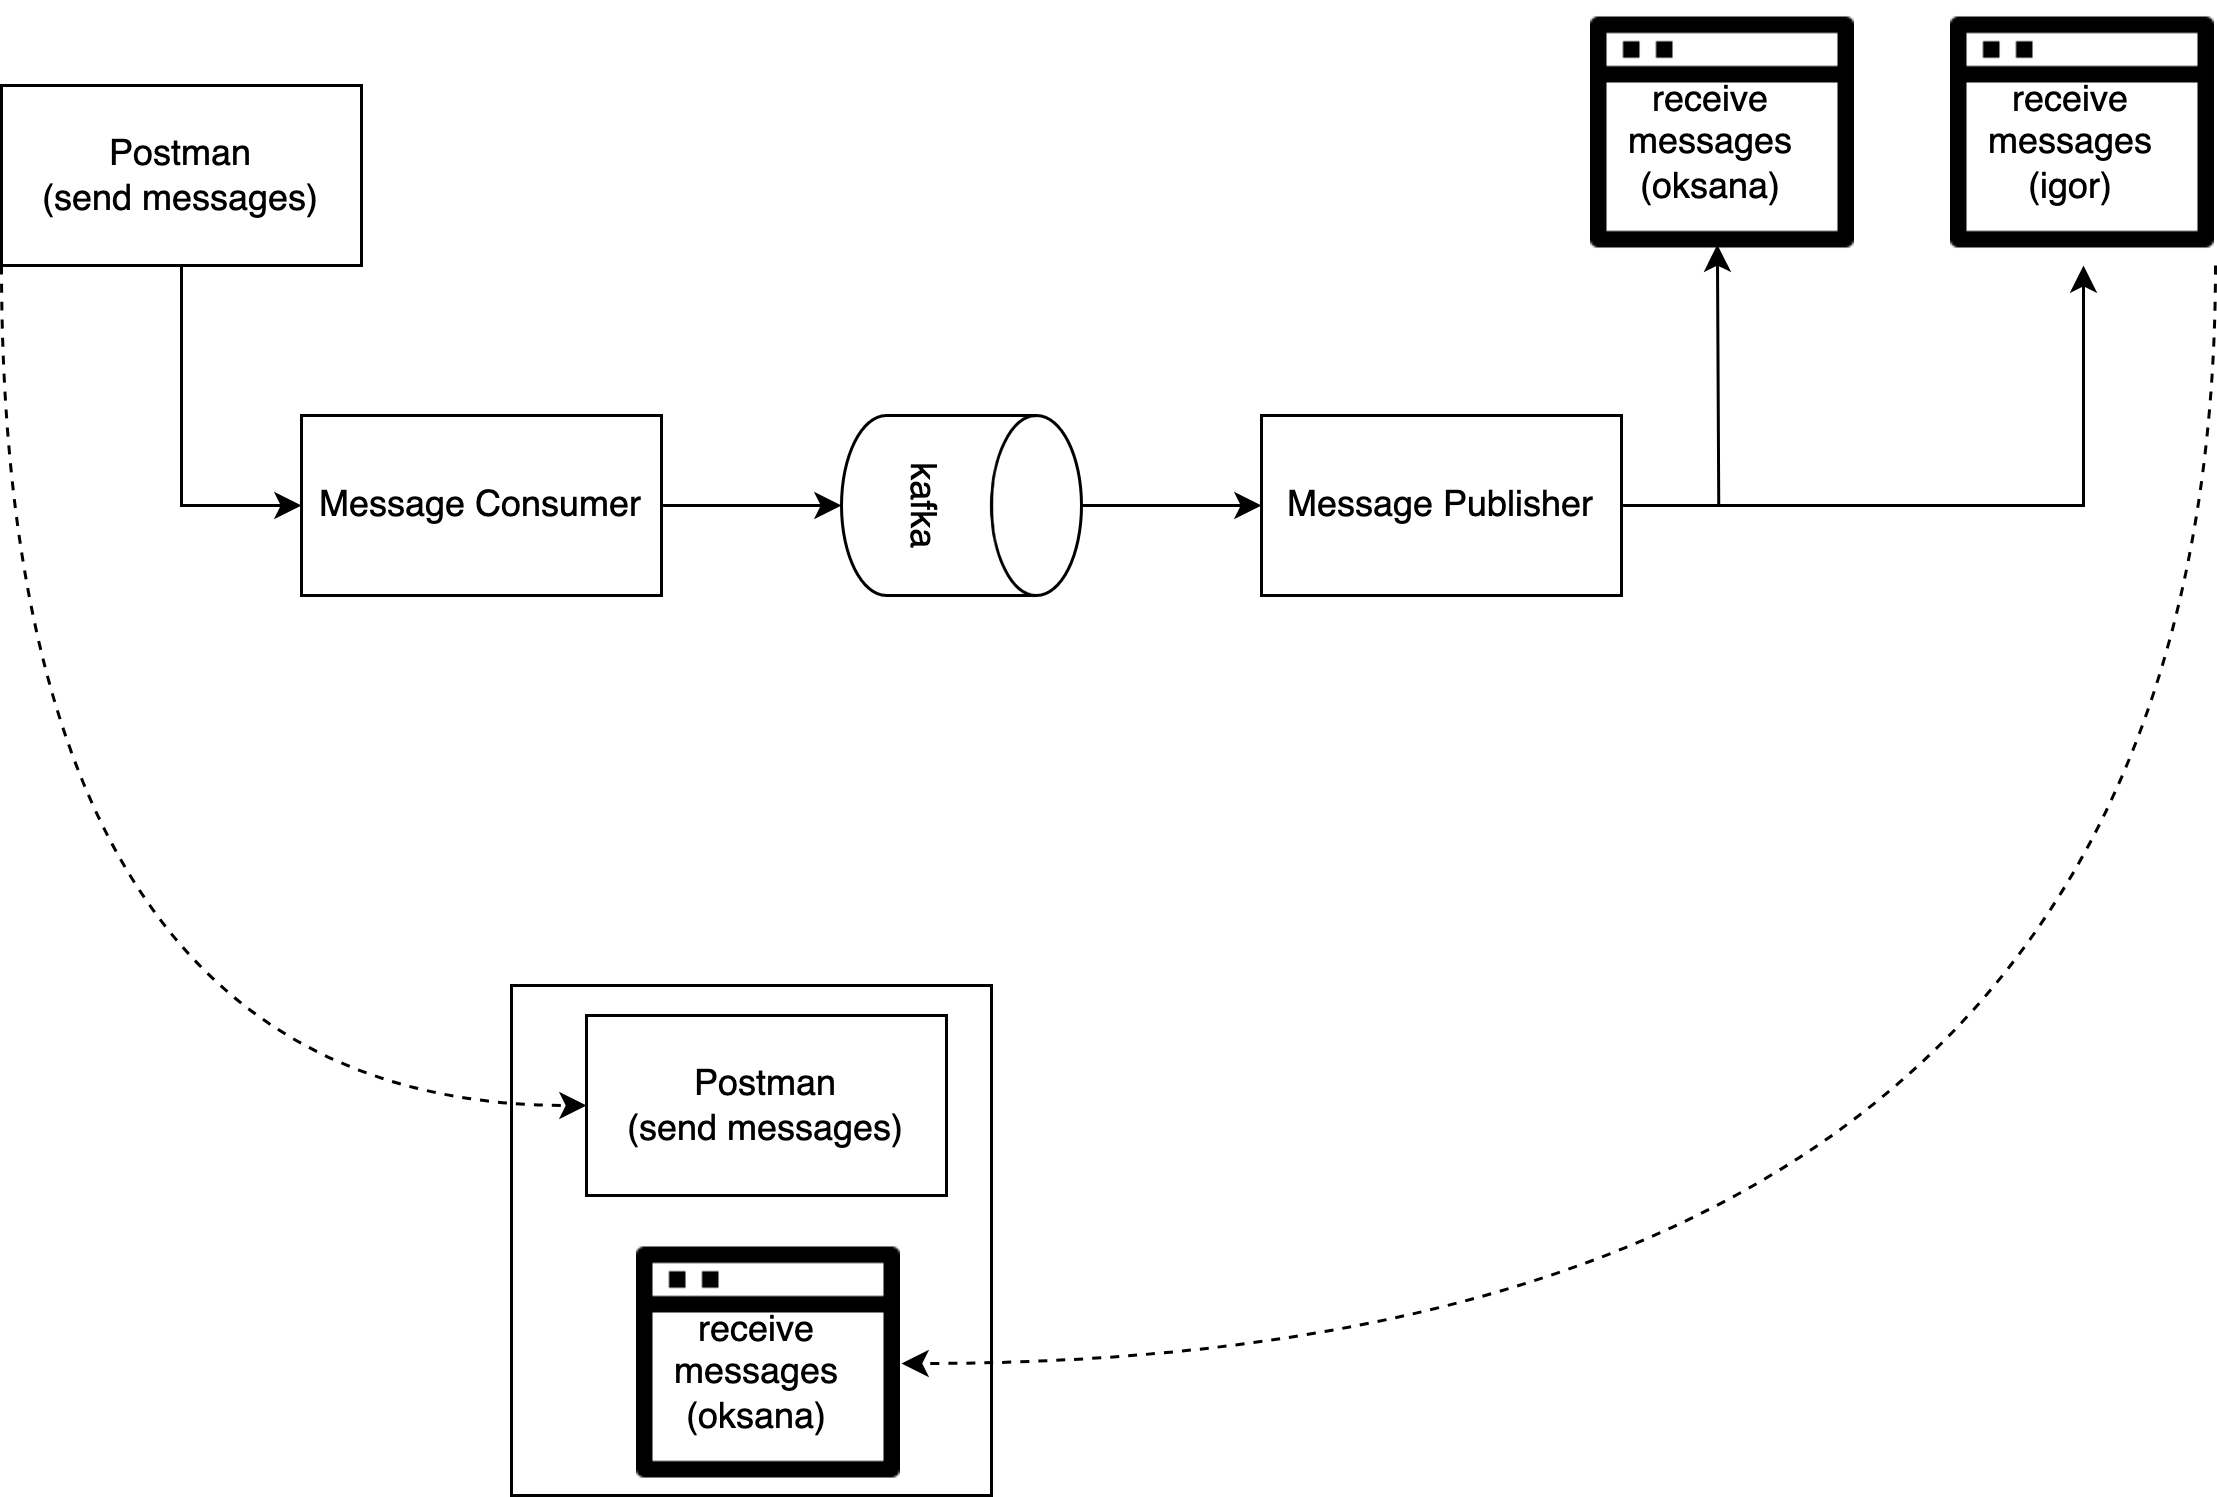 Postman
(send messages)
receive
messages
(oksana)
receive
messages
(igor)
Message Consumer
kafka
Message Publisher
Postman
(send messages)
receive
messages
(oksana)